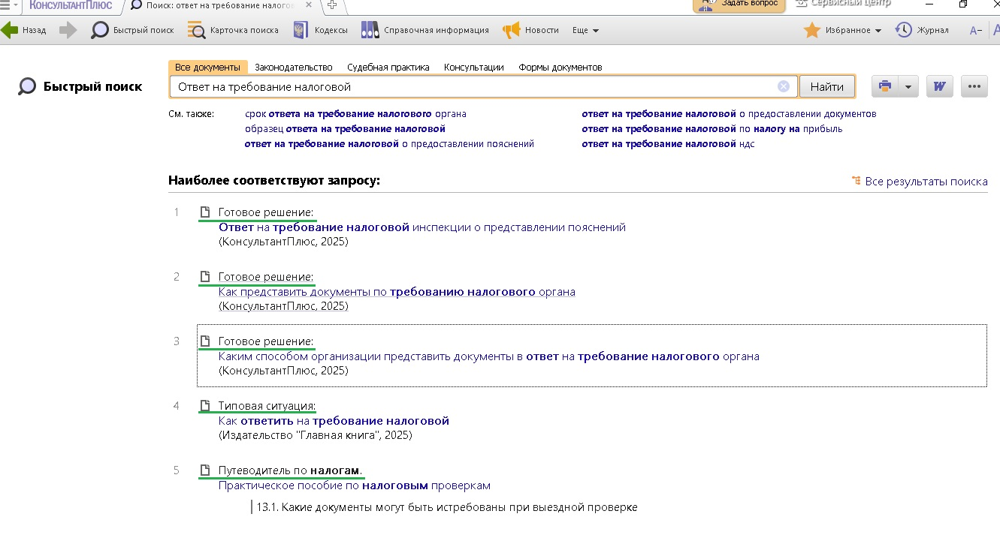 КОНСУЛЬТАНТПЛЮС
Поиск: ответ на требование налогов
Задать вопрос
Сервисный центр
Назад
Быстрый поиск
Карточка поиска
Кодексы
Справочная информация
Новости
Еще
Избранное
Журнал
А−
Все документы Законодательство Судебная практика Консультации Формы документов
Быстрый поиск
Ответ на требование налоговой
Найти
W
См. также:
срок ответа на требование налогового органа
образец ответа на требование налоговой
ответ на требование налоговой о предоставлении пояснений
ответ на требование налоговой о предоставлении документов
ответ на требование налоговой по налогу на прибыль
ответ на требование налоговой ндс
Наиболее соответствуют запросу:
Все результаты поиска
1 Готовое решение:
Ответ на требование налоговой инспекции о представлении пояснений
(КонсультантПлюс, 2025)
2 Готовое решение:
Как представить документы по требованию налогового органа
(КонсультантПлюс, 2025)
3 Готовое решение:
Каким способом организации представить документы в ответ на требование налогового органа
(КонсультантПлюс, 2025)
4 Типовая ситуация:
Как ответить на требование налоговой
(Издательство "Главная книга", 2025)
5 Путеводитель по налогам.
Практическое пособие по налоговым проверкам
13.1. Какие документы могут быть истребованы при выездной проверке